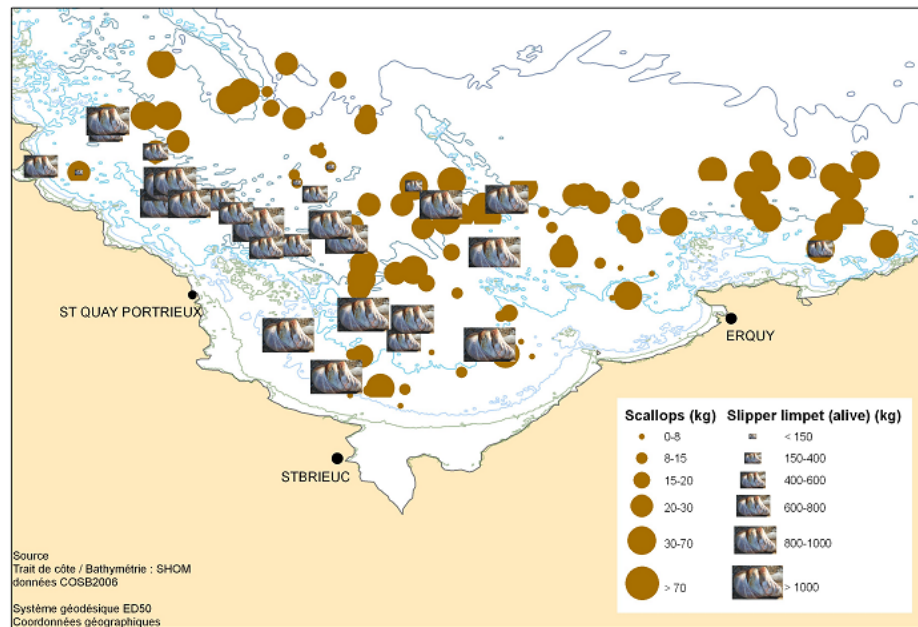 ST QUAY PORTRIEUX
ERQUY
STBRIEUC
Scallops (kg) Slipper limpet (alive) (kg)
0-8 < 150
8-15 150-400
15-20 400-600
20-30 600-800
30-70 800-1000
> 70 > 1000
Source
Trait de côte / Bathymétrie : SHOM
données COSB2006
Système géodésique ED50
Coordonnées géographiques